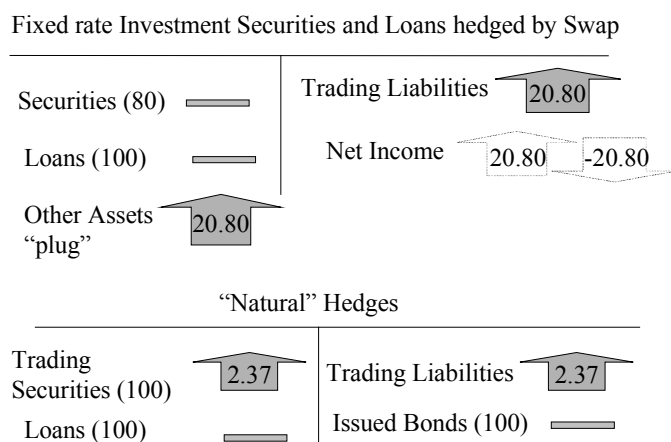 Fixed rate Investment Securities and Loans hedged by Swap
Securities (80)
Loans (100)
Other Assets
“plug”
20.80
Trading Liabilities
20.80
Net Income
20.80
-20.80
“Natural” Hedges
Trading
Securities (100)
2.37
Loans (100)
Trading Liabilities
2.37
Issued Bonds (100)